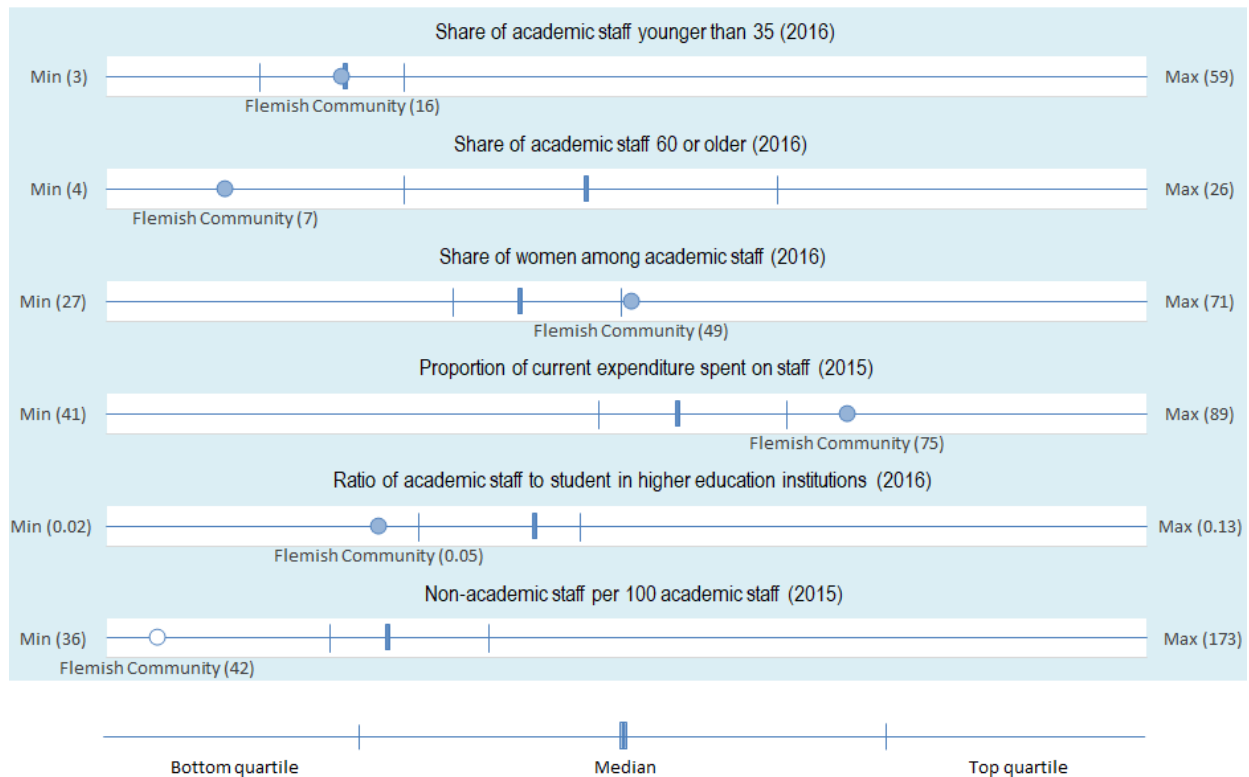 Share of academic staff younger than 35 (2016)
Min (3)
Max (59)
Flemish Community (16)
Share of academic staff 60 or older (2016)
Min (4)
Max (26)
Flemish Community (7)
Share of women among academic staff (2016)
Min (27)
Max (71)
Flemish Community (49)
Proportion of current expenditure spent on staff (2015)
Min (41)
Max (89)
Flemish Community (75)
Ratio of academic staff to student in higher education institutions (2016)
Min (0.02)
Max (0.13)
Flemish Community (0.05)
Non-academic staff per 100 academic staff (2015)
Min (36)
Max (173)
Flemish Community (42)
Bottom quartile
Median
Top quartile